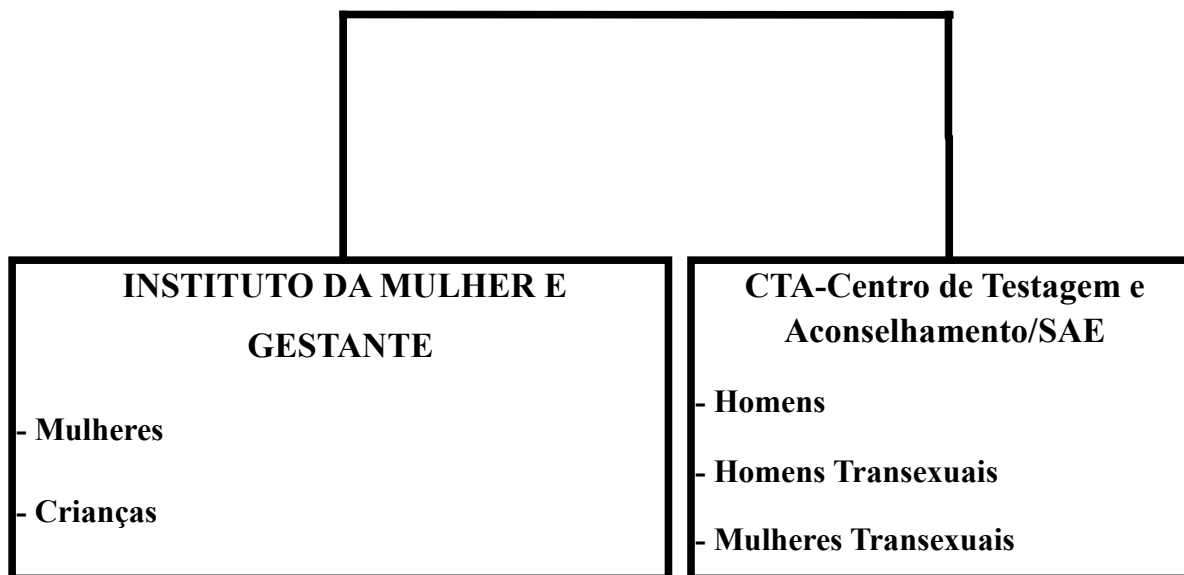 INSTITUTO DA MULHER E
GESTANTE
- Mulheres
- Crianças
CTA-Centro de Testagem e
Aconselhamento/SAE
- Homens
- Homens Transexuais
- Mulheres Transexuais